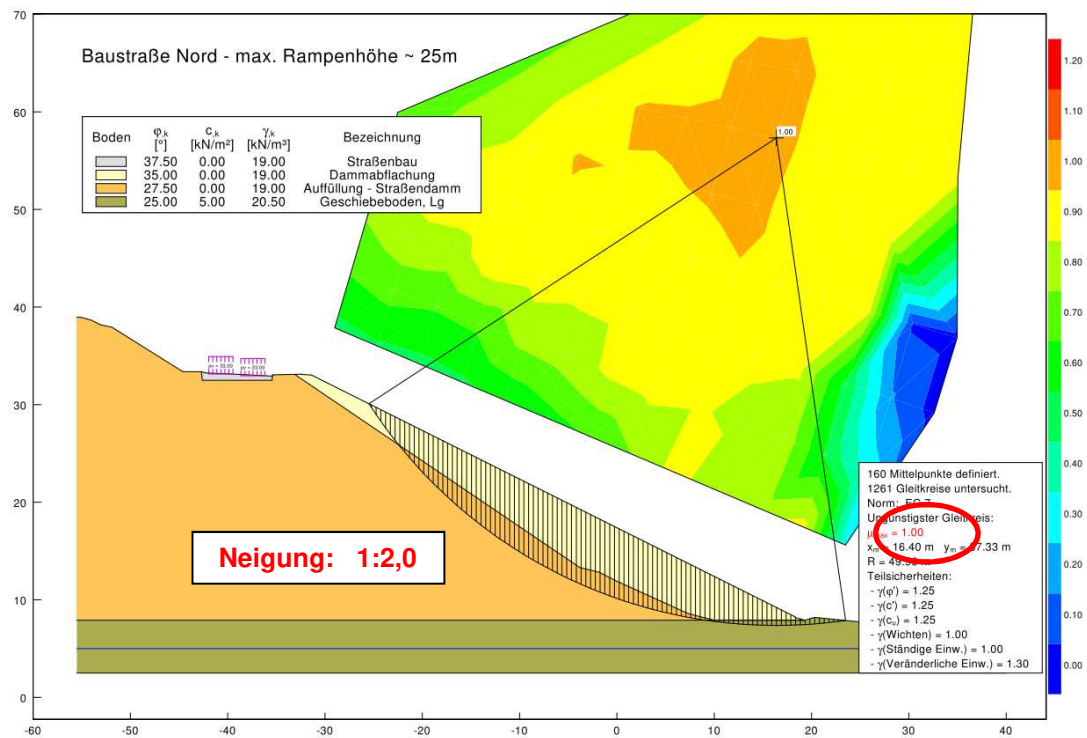 Baustraße Nord - max. Rampenhöhe ~ 25m
Boden φ,k [°] c,k [kN/m²] γ,k [kN/m³] Bezeichnung
37.50 0.00 19.00 Straßenbau
35.00 0.00 19.00 Dammabflachung
27.50 0.00 19.00 Auffüllung - Straßendamm
25.00 5.00 20.50 Geschiebeboden, Lg
1.00
Neigung: 1:2,0
160 Mittelpunkte definiert.
1261 Gleitkreise untersucht.
Norm:
Ungünstigster Gleitkreis:
= 1.00
16.40 m yₘ = 57.33 m
R =
Teilsicherheiten:
- γ(φ') = 1.25
- γ(c') = 1.25
- γ(cᵤ) = 1.25
- γ(Wichten) = 1.00
- γ(Ständige Einw.) = 1.00
- γ(Veränderliche Einw.) = 1.30
70
60
50
40
30
20
10
0
-60 -50 -40 -30 -20 -10 0 10 20 30 40
1.20
1.10
1.00
0.90
0.80
0.70
0.60
0.50
0.40
0.30
0.20
0.10
0.00